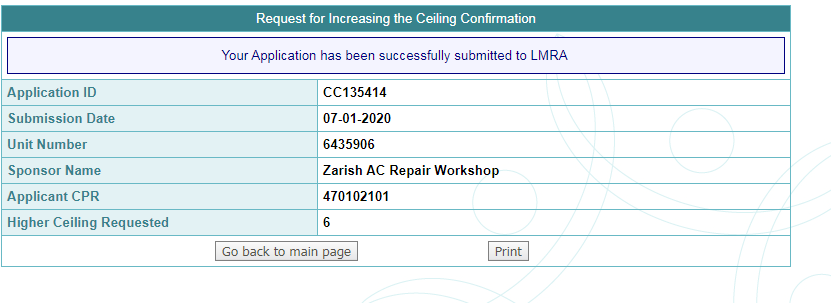 Request for Increasing the Ceiling Confirmation
Your Application has been successfully submitted to LMRA
Application ID CC135414
Submission Date 07-01-2020
Unit Number 6435906
Sponsor Name Zarish AC Repair Workshop
Applicant CPR 470102101
Higher Ceiling Requested 6
Go back to main page Print